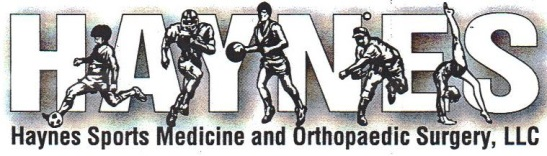 HAYNES
Haynes Sports Medicine and Orthopaedic Surgery, LLC